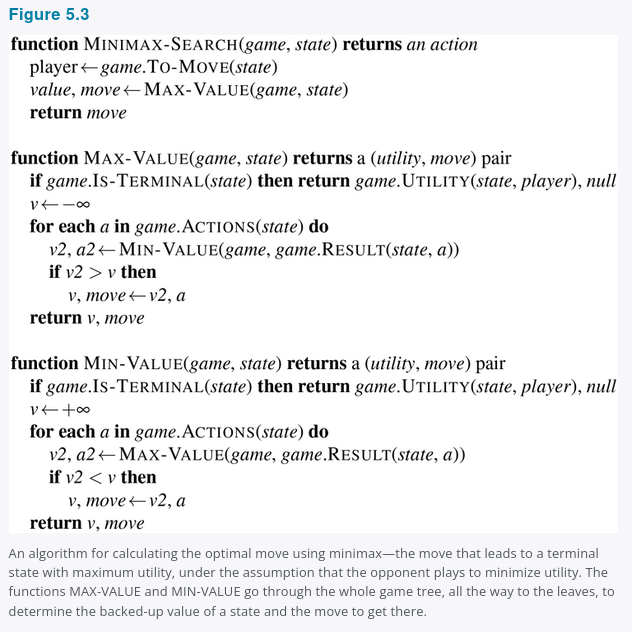 Figure 5.3
function MINIMAX-SEARCH(game, state) returns an action
player←game.TO-MOVE(state)
value, move←MAX-VALUE(game, state)
return move
function MAX-VALUE(game, state) returns a (utility, move) pair
if game.IS-TERMINAL(state) then return game.UTILITY(state, player), null
v←−∞
for each a in game.ACTIONS(state) do
v2, a2←MIN-VALUE(game, game.RESULT(state, a))
if v2 > v then
v, move←v2, a
return v, move
function MIN-VALUE(game, state) returns a (utility, move) pair
if game.IS-TERMINAL(state) then return game.UTILITY(state, player), null
v←+∞
for each a in game.ACTIONS(state) do
v2, a2←MAX-VALUE(game, game.RESULT(state, a))
if v2 < v then
v, move←v2, a
return v, move
An algorithm for calculating the optimal move using minimax—the move that leads to a terminal
state with maximum utility, under the assumption that the opponent plays to minimize utility. The
functions MAX-VALUE and MIN-VALUE go through the whole game tree, all the way to the leaves, to
determine the backed-up value of a state and the move to get there.